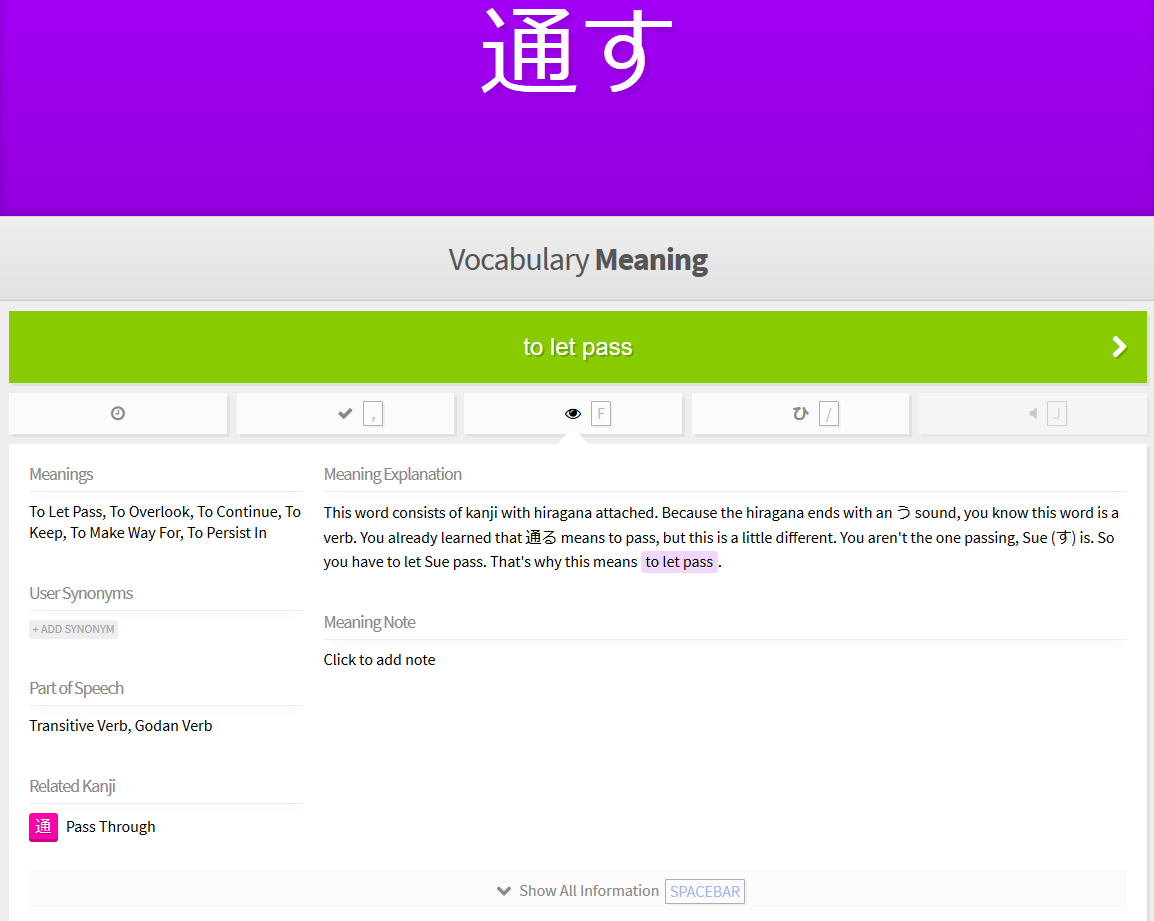 通す
Vocabulary Meaning
to let pass
,
F
ひ /
J
Meanings
To Let Pass, To Overlook, To Continue, To
Keep, To Make Way For, To Persist In
User Synonyms
+ ADD SYNONYM
Part of Speech
Transitive Verb, Godan Verb
Related Kanji
通 Pass Through
Meaning Explanation
This word consists of kanji with hiragana attached. Because the hiragana ends with an う sound, you know this word is a
verb. You already learned that 通る means to pass, but this is a little different. You aren't the one passing, Sue (す) is. So
you have to let Sue pass. That's why this means to let pass.
Meaning Note
Click to add note
Show All Information SPACEBAR